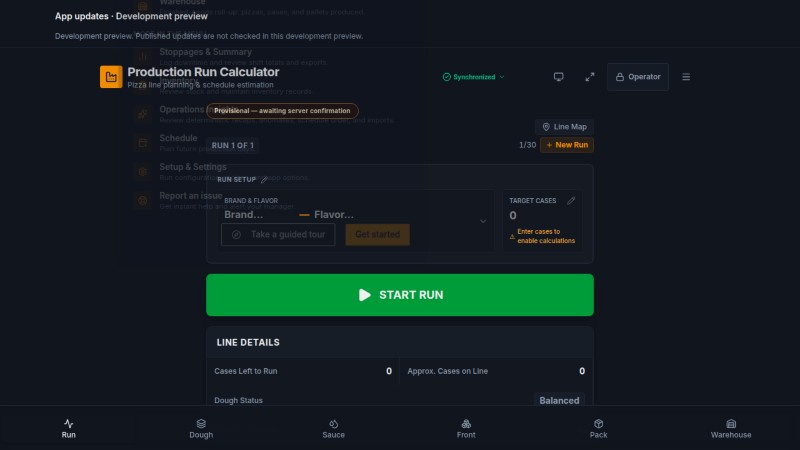 Warehouse
App updates · Development preview
Development preview. Published updates are not checked in this development preview.
Stoppages & Summary
Production Run Calculator
Pizza line planning & schedule estimation
Synchronized
Operator
Inventory
Operations
Provisional — awaiting server confirmation
Line Map
Schedule
RUN 1 OF 1
1/30
+ New Run
Setup & Settings
RUN SETUP
Report an issue
BRAND & FLAVOR
Brand...
—
Flavor...
TARGET CASES
0
Enter cases to
enable calculations
Take a guided tour
Get started
START RUN
LINE DETAILS
Cases Left to Run
0
Approx. Cases on Line
0
Dough Status
Balanced
Run
Dough
Sauce
Front
Pack
Warehouse